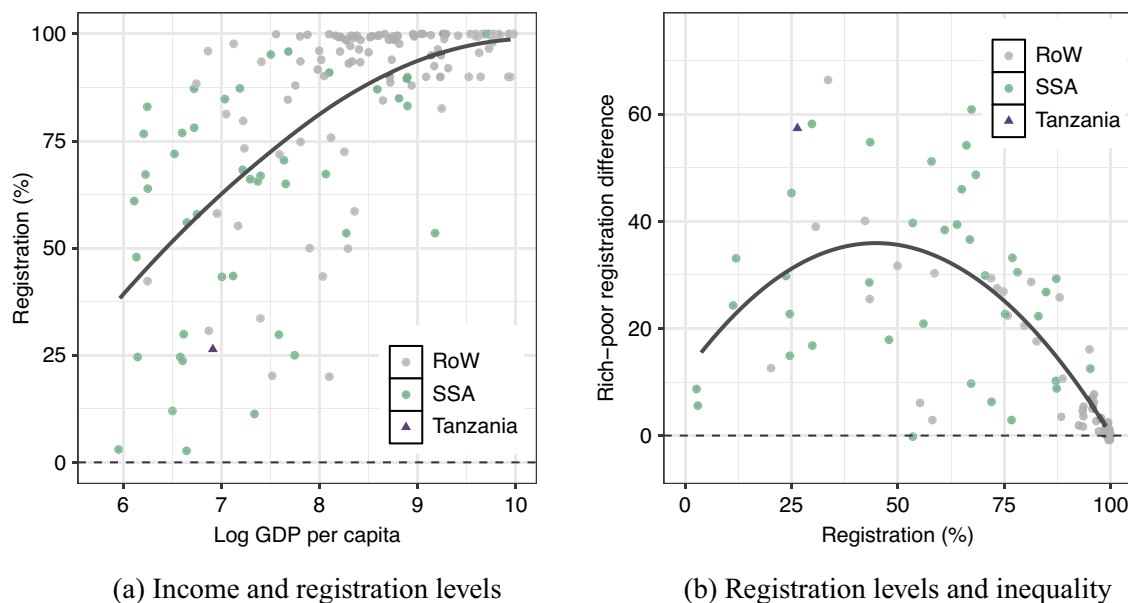 100
75
50
25
0
Registration (%)
6 7 8 9 10
Log GDP per capita
RoW
SSA
Tanzania
(a) Income and registration levels
60
40
20
0
Rich−poor registration difference
0 25 50 75 100
Registration (%)
RoW
SSA
Tanzania
(b) Registration levels and inequality